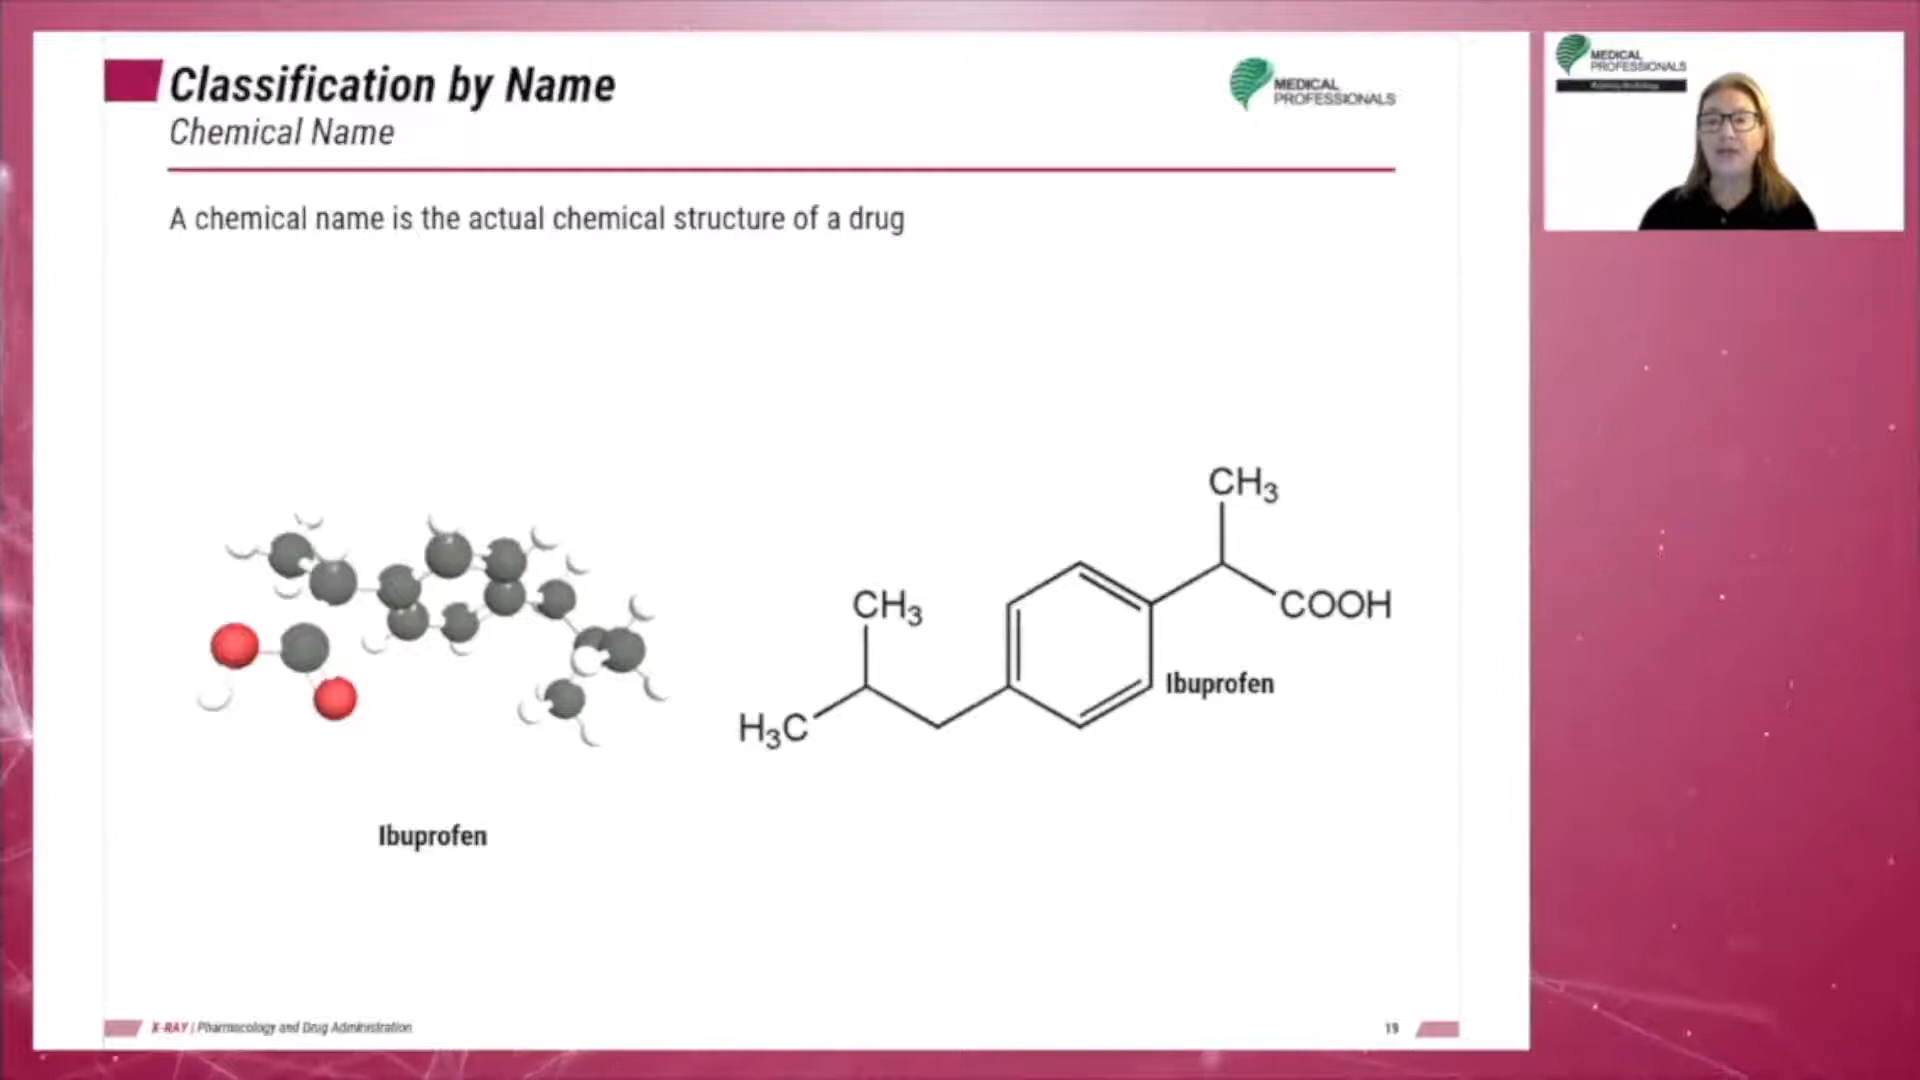 Classification by Name
Chemical Name
MEDICAL
PROFESSIONALS
A chemical name is the actual chemical structure of a drug
CH3
CH3
COOH
H3C
Ibuprofen
Ibuprofen
X-RAY | Pharmacology and Drug Administration
19
MEDICAL
PROFESSIONALS